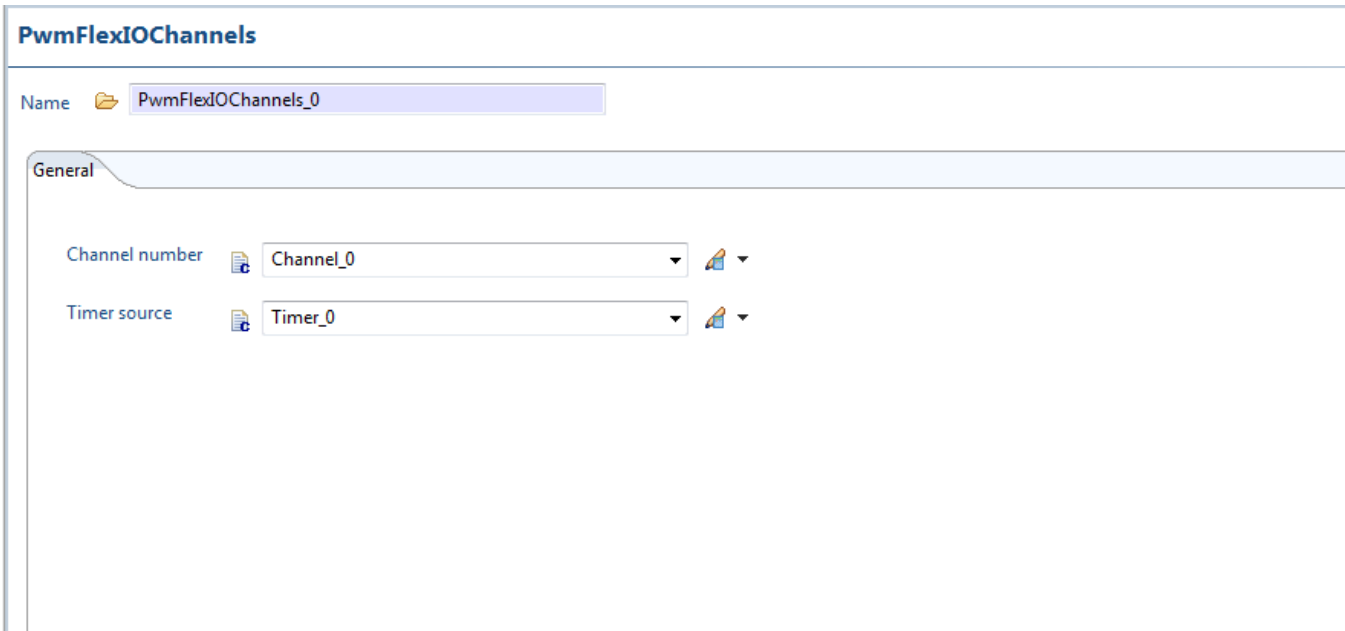 PwmFlexIOChannels
Name PwmFlexIOChannels_0
General
Channel number Channel_0
Timer source Timer_0